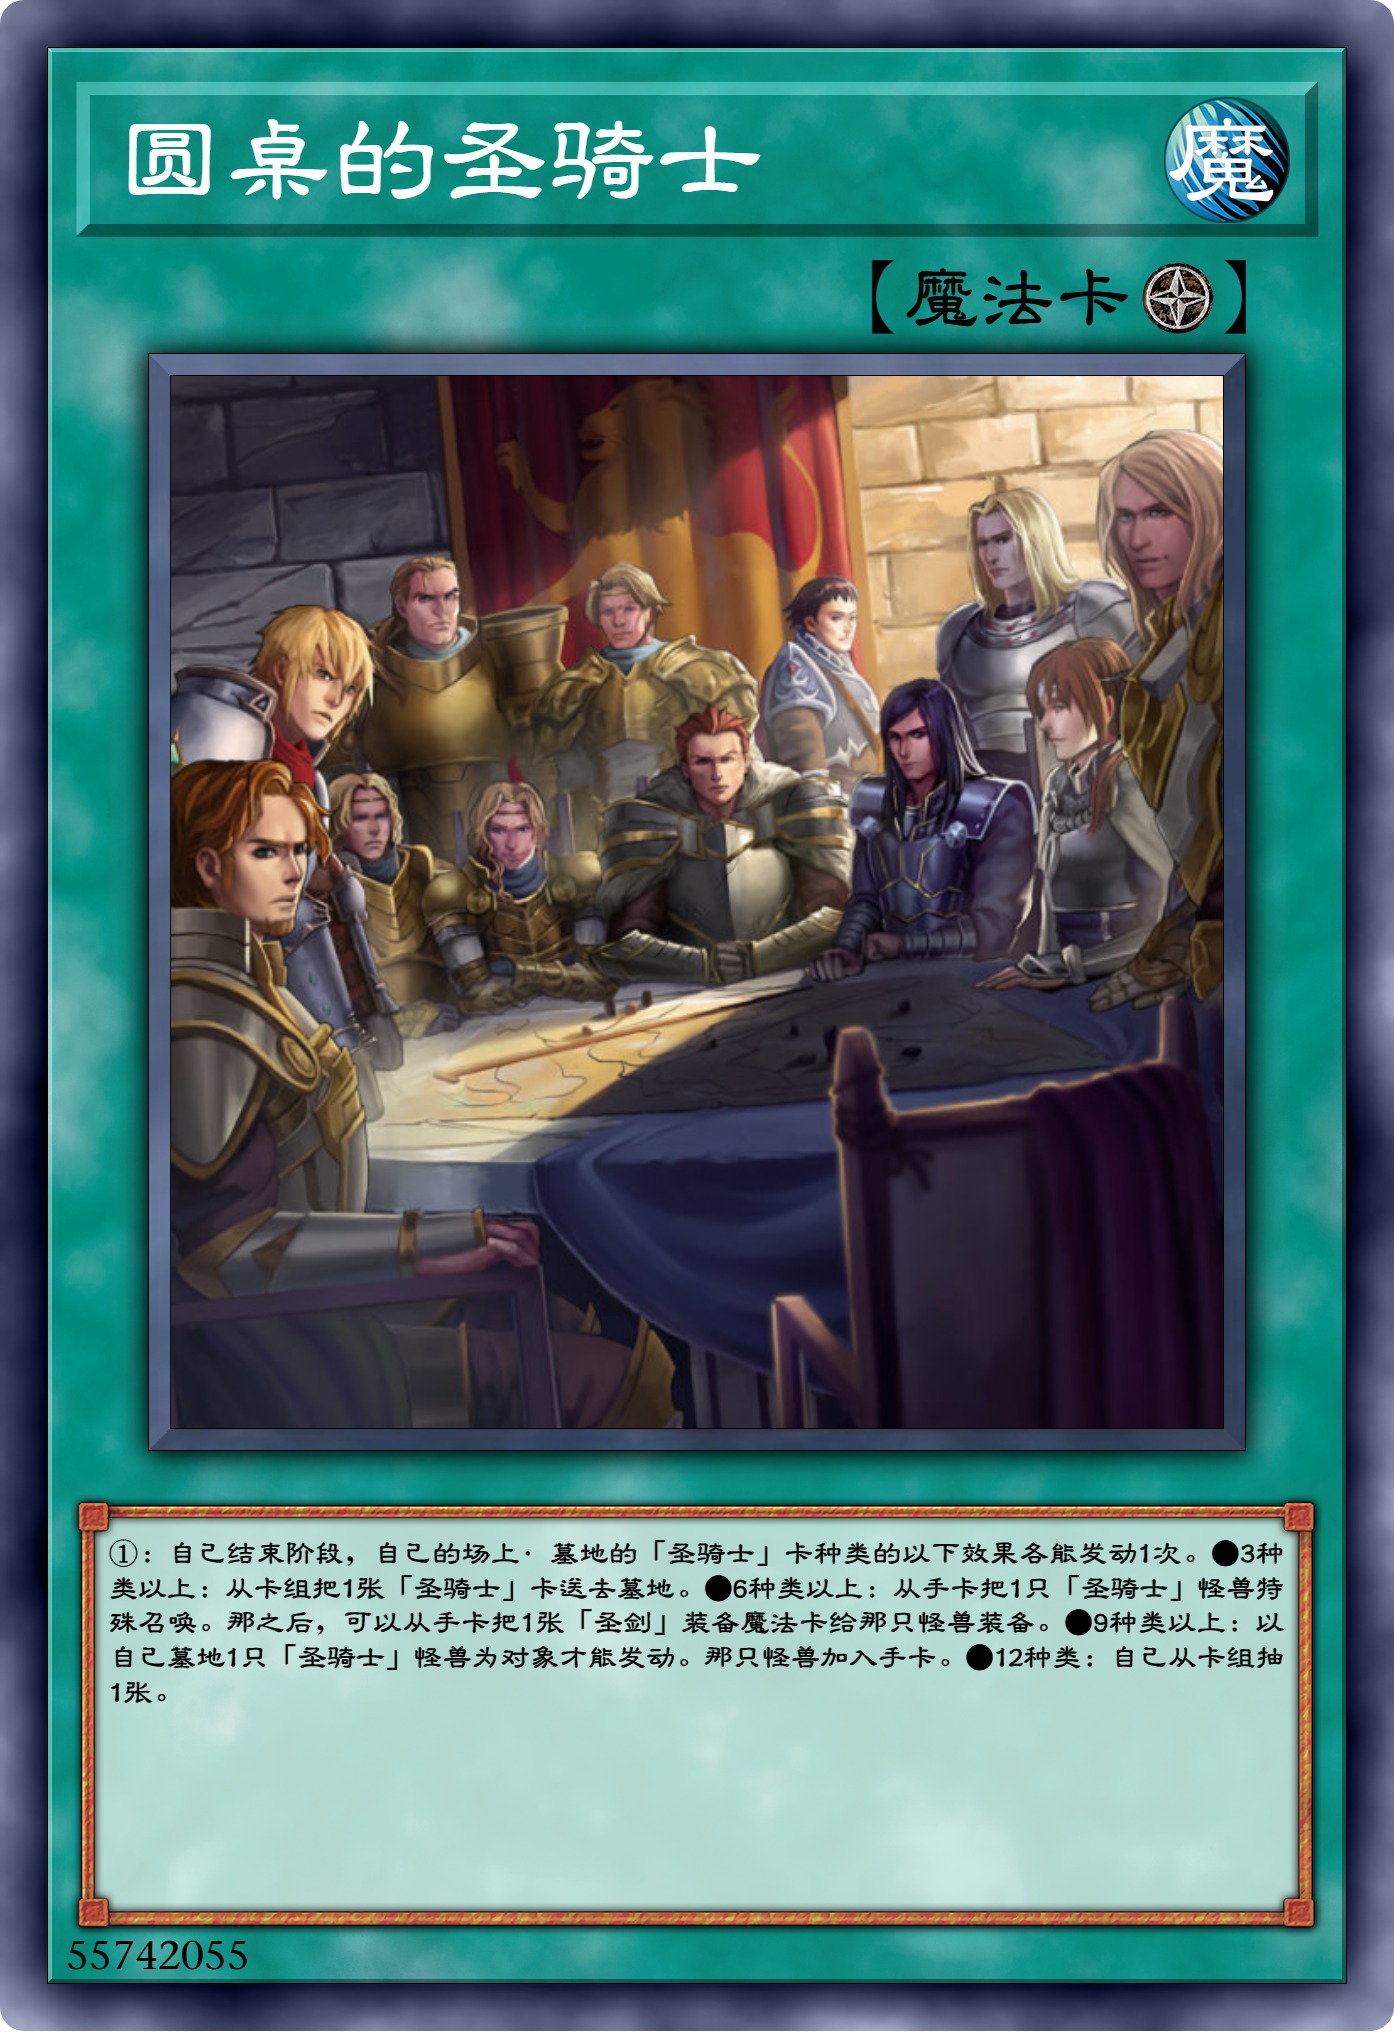 圆桌的圣骑士
魔
【魔法卡】
①：自己结束阶段，自己的场上·墓地的「圣骑士」卡种类的以下效果各能发动1次。●3种
类以上：从卡组把1张「圣骑士」卡送去墓地。●6种类以上：从手卡把1只「圣骑士」怪兽特
殊召唤。那之后，可以从手卡把1张「圣剑」装备魔法卡给那只怪兽装备。●9种类以上：以
自己墓地1只「圣骑士」怪兽为对象才能发动。那只怪兽加入手卡。●12种类：自己从卡组抽
1张。
55742055